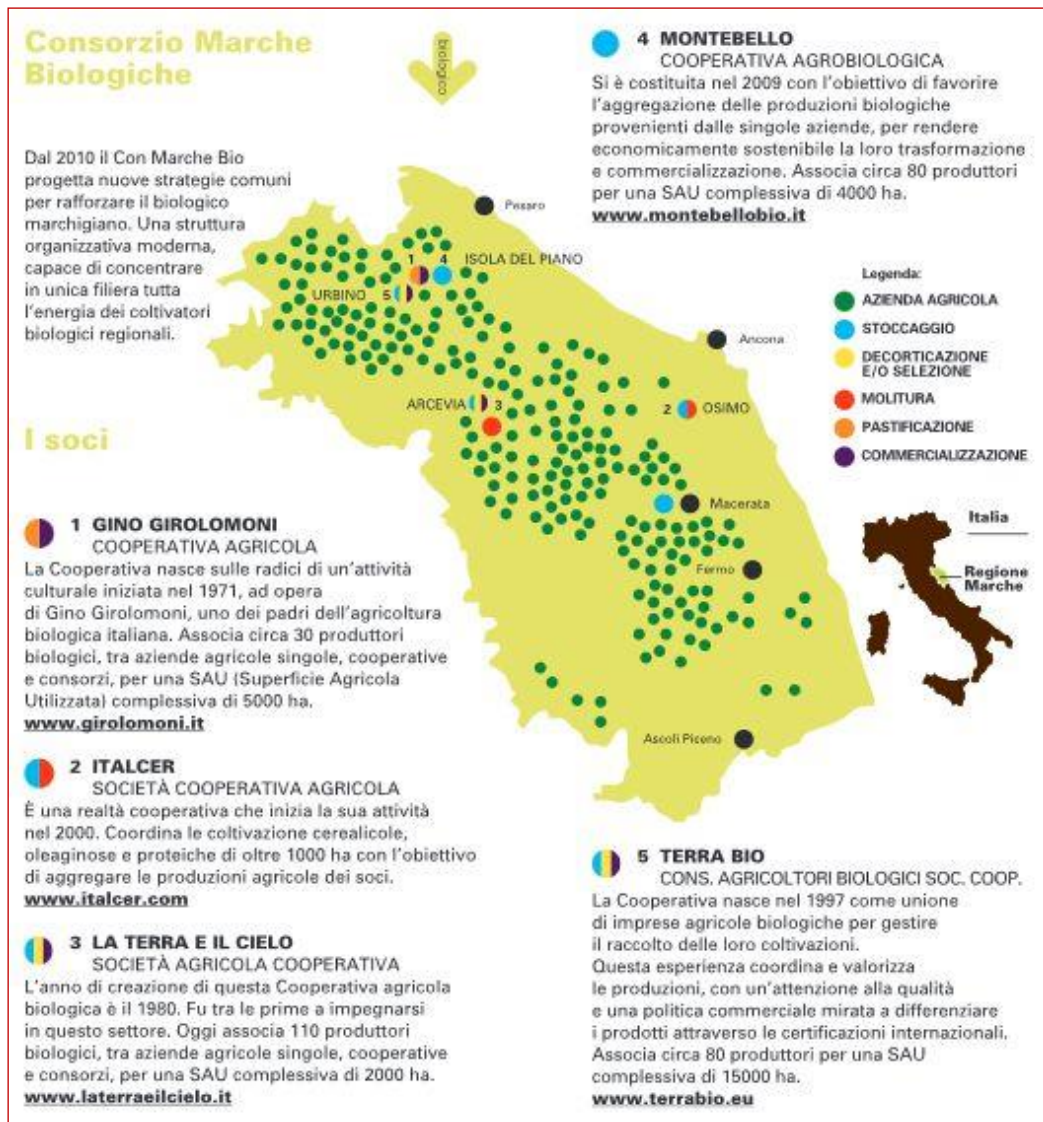 Consorzio Marche
Biologiche
biologico
Dal 2010 il Con Marche Bio
progetta nuove strategie comuni
per rafforzare il biologico
marchigiano. Una struttura
organizzativa moderna,
capace di concentrare
in unica filiera tutta
l'energia dei coltivatori
biologici regionali.
4 MONTEBELLO
COOPERATIVA AGROBIOLOGICA
Si è costituita nel 2009 con l'obiettivo di favorire
l'aggregazione delle produzioni biologiche
provenienti dalle singole aziende, per rendere
economicamente sostenibile la loro trasformazione
e commercializzazione. Associa circa 80 produttori
per una SAU complessiva di 4000 ha.
www.montebellobio.it
Pesaro
1 4 ISOLA DEL PIANO
URBINO 5
Ancona
ARCEVIA 3
2 OSIMO
Macerata
Fermo
Ascoli Piceno
Legenda:
AZIENDA AGRICOLA
STOCCAGGIO
DECORTICAZIONE
E/O SELEZIONE
MOLITURA
PASTIFICAZIONE
COMMERCIALIZZAZIONE
Italia
Regione
Marche
I soci
1 GINO GIROLOMONI
COOPERATIVA AGRICOLA
La Cooperativa nasce sulle radici di un'attività
culturale iniziata nel 1971, ad opera
di Gino Girolomoni, uno dei padri dell'agricoltura
biologica italiana. Associa circa 30 produttori
biologici, tra aziende agricole singole, cooperative
e consorzi, per una SAU (Superficie Agricola
Utilizzata) complessiva di 5000 ha.
www.girolomoni.it
2 ITALCER
SOCIETÀ COOPERATIVA AGRICOLA
È una realtà cooperativa che inizia la sua attività
nel 2000. Coordina le coltivazione cerealicole,
oleaginose e proteiche di oltre 1000 ha con l'obiettivo
di aggregare le produzioni agricole dei soci.
www.italcer.com
3 LA TERRA E IL CIELO
SOCIETÀ AGRICOLA COOPERATIVA
L'anno di creazione di questa Cooperativa agricola
biologica è il 1980. Fu tra le prime a impegnarsi
in questo settore. Oggi associa 110 produttori
biologici, tra aziende agricole singole, cooperative
e consorzi, per una SAU complessiva di 2000 ha.
www.laterraeilcielo.it
5 TERRA BIO
CONS. AGRICOLTORI BIOLOGICI SOC. COOP.
La Cooperativa nasce nel 1997 come unione
di imprese agricole biologiche per gestire
il raccolto delle loro coltivazioni.
Questa esperienza coordina e valorizza
le produzioni, con un'attenzione alla qualità
e una politica commerciale mirata a differenziare
i prodotti attraverso le certificazioni internazionali.
Associa circa 80 produttori per una SAU
complessiva di 15000 ha.
www.terrabio.eu